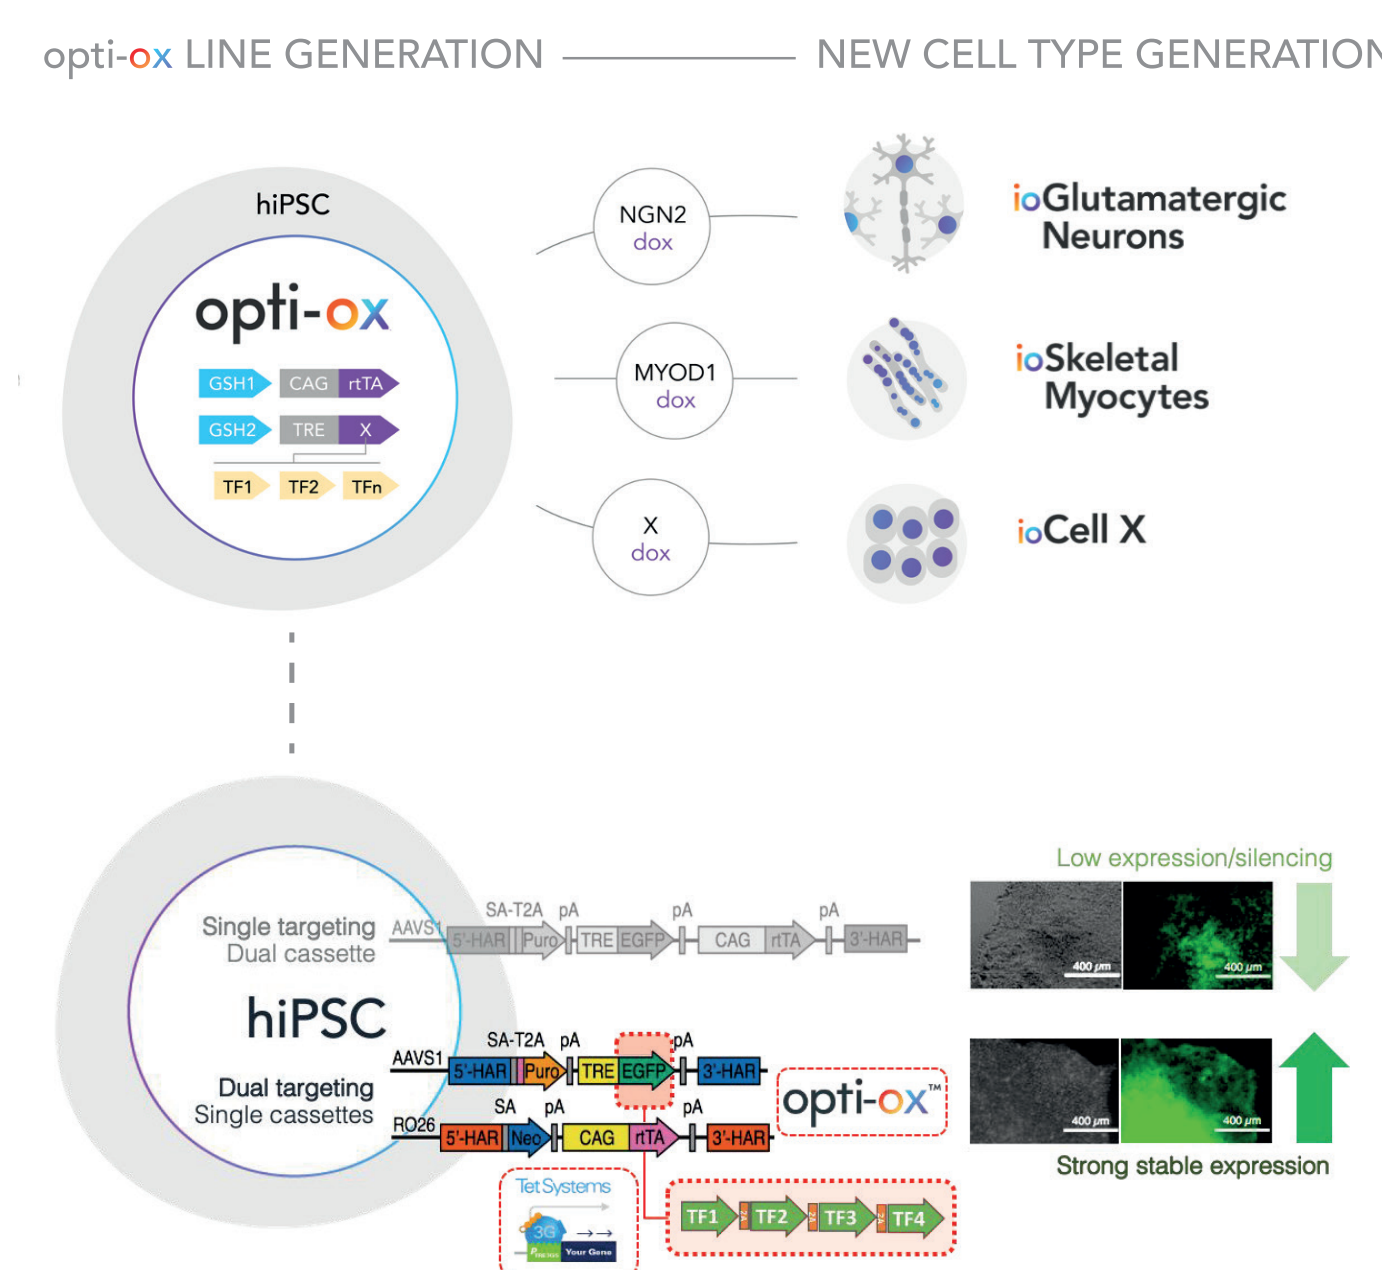 opti-ox LINE GENERATION
NEW CELL TYPE GENERATION
hiPSC
opti-ox
GSH1 CAG rtTA
GSH2 TRE X
TF1 TF2 TFn
NGN2
dox
ioGlutamatergic
Neurons
MYOD1
dox
ioSkeletal
Myocytes
X
dox
ioCell X
Single targeting
Dual cassette
SA-T2A pA pA pA
AAVS1 5'-HAR Puro TRE EGFP CAG rtTA 3'-HAR
hiPSC
Dual targeting
Single cassettes
SA-T2A pA pA
AAVS1 5'-HAR Puro TRE EGFP 3'-HAR
SA pA pA
RO26 5'-HAR Neo CAG rtTA 3'-HAR
opti-ox™
Tet Systems
3G
Your Gene
TF1 2A TF2 2A TF3 2A TF4
Low expression/silencing
400 µm 400 µm
400 µm 400 µm
Strong stable expression